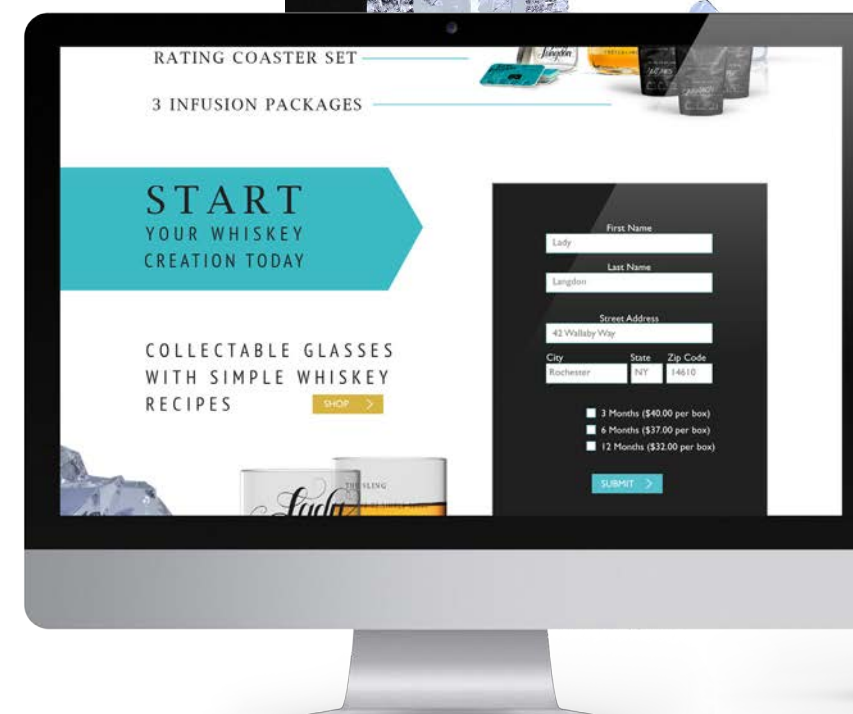 RATING COASTER SET
3 INFUSION PACKAGES
START
YOUR WHISKEY
CREATION TODAY
COLLECTABLE GLASSES
WITH SIMPLE WHISKEY
RECIPES
SHOP
Lady
THE SLING
Langdon
First Name
Lady
Last Name
Langdon
Street Address
42 Wallaby Way
City State Zip Code
Rochester NY 14610
3 Months ($40.00 per box)
6 Months ($37.00 per box)
12 Months ($32.00 per box)
SUBMIT